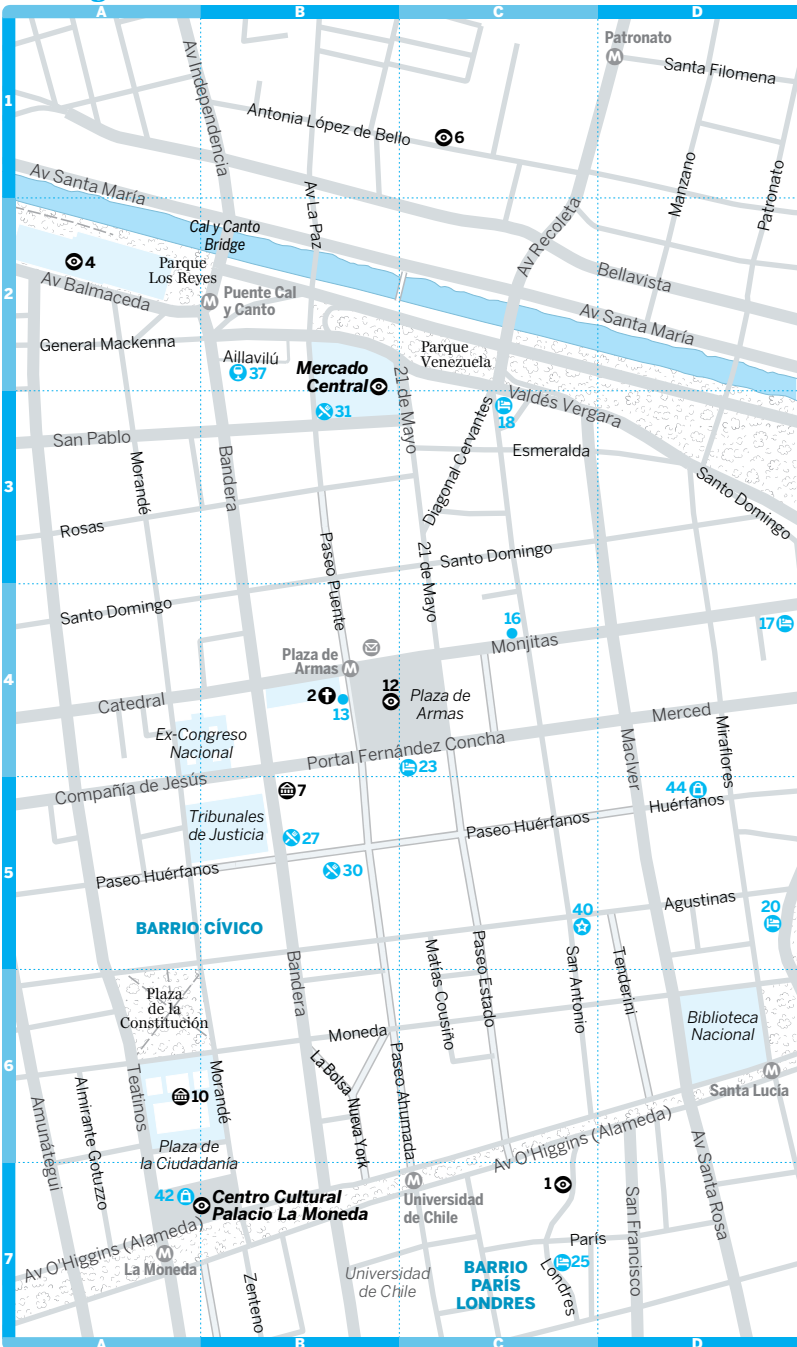 A
B
C
D
Patronato
M
Santa Filomena
1
Av Independencia
Antonia López de Bello
6
Manzano
Patronato
Av Santa María
Av La Paz
Cal y Canto
Bridge
Av Recoleta
4
Parque
Los Reyes
Bellavista
2
Av Balmaceda
M
Puente Cal
y Canto
Av Santa María
General Mackenna
Aillavilú
37
Mercado
Central
Parque
Venezuela
21 de Mayo
Valdés Vergara
31
18
San Pablo
Bandera
Morandé
Diagonal Cervantes
Esmeralda
3
Santo Domingo
Rosas
Paseo Puente
21 de Mayo
Santo Domingo
Santo Domingo
16
17
Monjitas
Plaza de
Armas
M
4
Catedral
2
13
12
Plaza de
Armas
Merced
Ex-Congreso
Nacional
MacIver
Miraflores
Portal Fernández Concha
23
Compañía de Jesús
7
44
Huérfanos
Tribunales
de Justicia
27
Paseo Huérfanos
5
Paseo Huérfanos
30
Agustinas
20
BARRIO CÍVICO
40
Bandera
Matías Cousiño
Paseo Estado
San Antonio
Tenderini
Plaza
de la
Constitución
Biblioteca
Nacional
Moneda
6
La Bolsa
Nueva York
Paseo Ahumada
M
Santa Lucía
Amunátegui
Almirante Gotuzzo
Teatinos
10
Morandé
Av O'Higgins (Alameda)
Plaza de
la Ciudadanía
Av Santa Rosa
42
Centro Cultural
Palacio La Moneda
M
Universidad
de Chile
1
San Francisco
7
Av O'Higgins (Alameda)
M
La Moneda
París
25
Londres
Zenteno
Universidad
de Chile
BARRIO
PARÍS
LONDRES
A
B
C
D